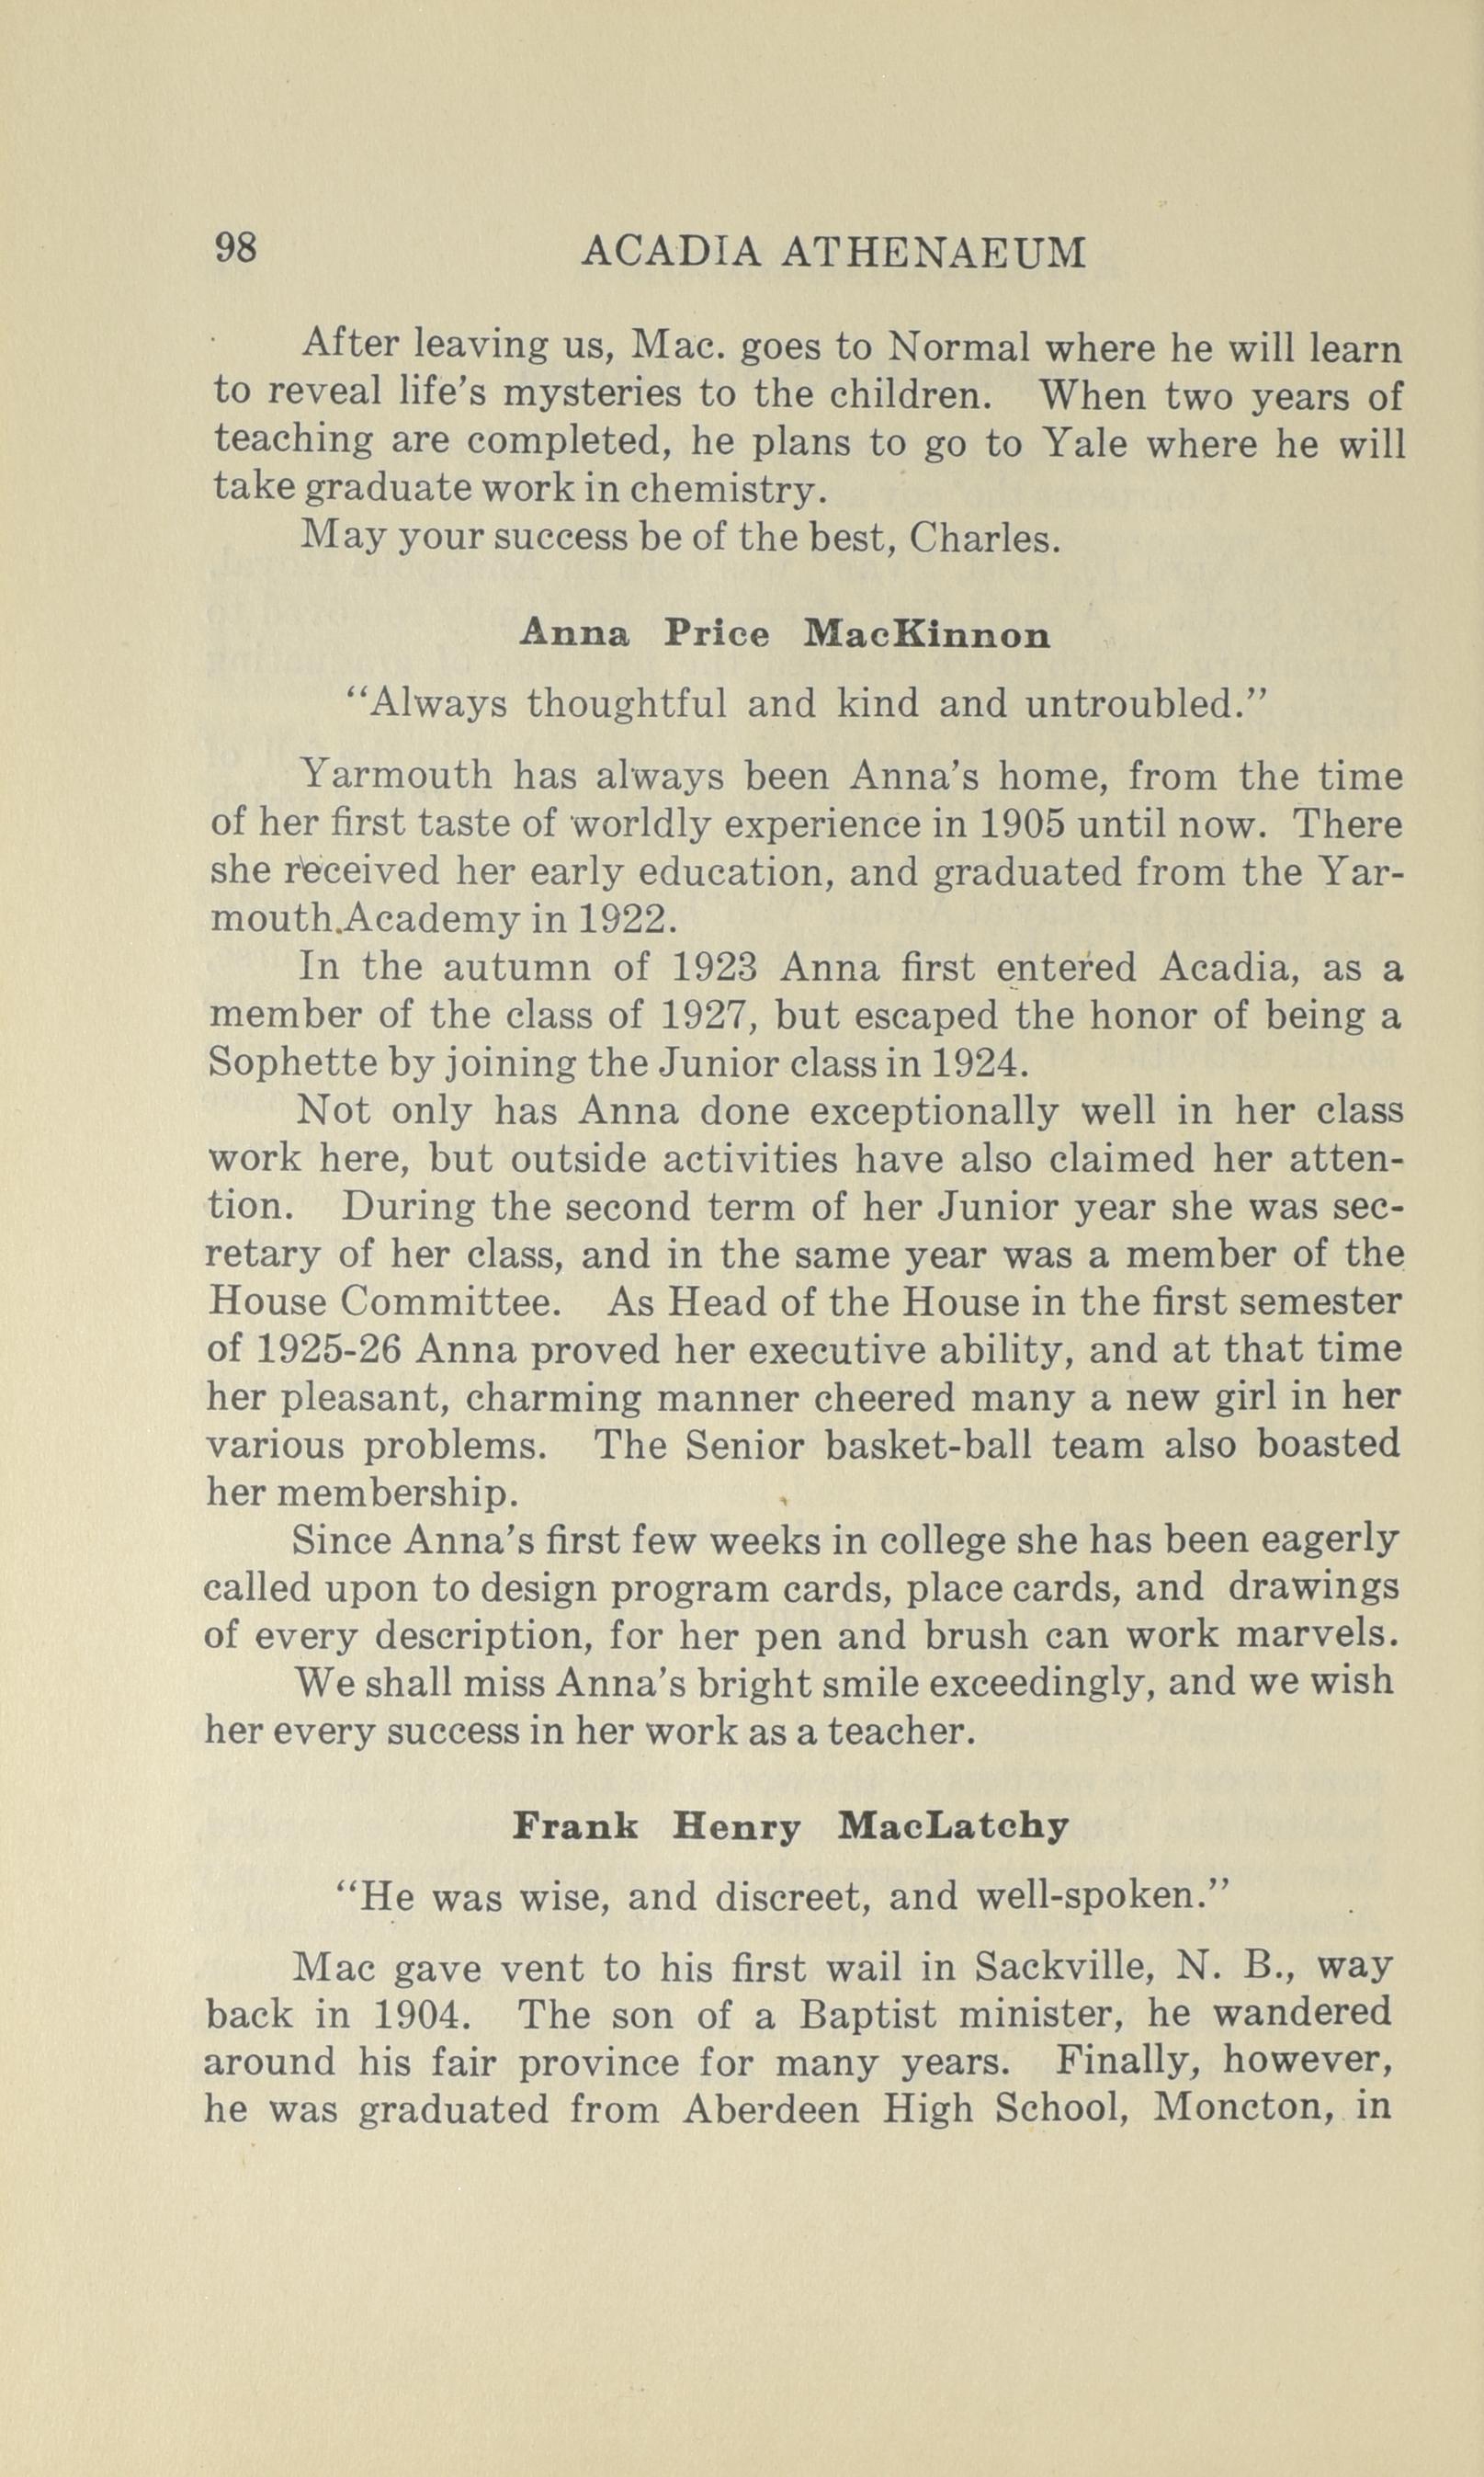 98 ACADIA ATHENAEUM
After leaving us, Mac. goes to Normal where he will learn
to reveal life's mysteries to the children. When two years of
teaching are completed, he plans to go to Yale where he will
take graduate work in chemistry.
May your success be of the best, Charles.
Anna Price MacKinnon
"Always thoughtful and kind and untroubled."
Yarmouth has always been Anna's home, from the time
of her first taste of worldly experience in 1905 until now. There
she received her early education, and graduated from the Yar-
mouth Academy in 1922.
In the autumn of 1923 Anna first entered Acadia, as a
member of the class of 1927, but escaped the honor of being a
Sophette by joining the Junior class in 1924.
Not only has Anna done exceptionally well in her class
work here, but outside activities have also claimed her atten-
tion. During the second term of her Junior year she was sec-
retary of her class, and in the same year was a member of the
House Committee. As Head of the House in the first semester
of 1925-26 Anna proved her executive ability, and at that time
her pleasant, charming manner cheered many a new girl in her
various problems. The Senior basket-ball team also boasted
her membership.
Since Anna's first few weeks in college she has been eagerly
called upon to design program cards, place cards, and drawings
of every description, for her pen and brush can work marvels.
We shall miss Anna's bright smile exceedingly, and we wish
her every success in her work as a teacher.
Frank Henry MacLatchy
"He was wise, and discreet, and well-spoken."
Mac gave vent to his first wail in Sackville, N. B., way
back in 1904. The son of a Baptist minister, he wandered
around his fair province for many years. Finally, however,
he was graduated from Aberdeen High School, Moncton, in